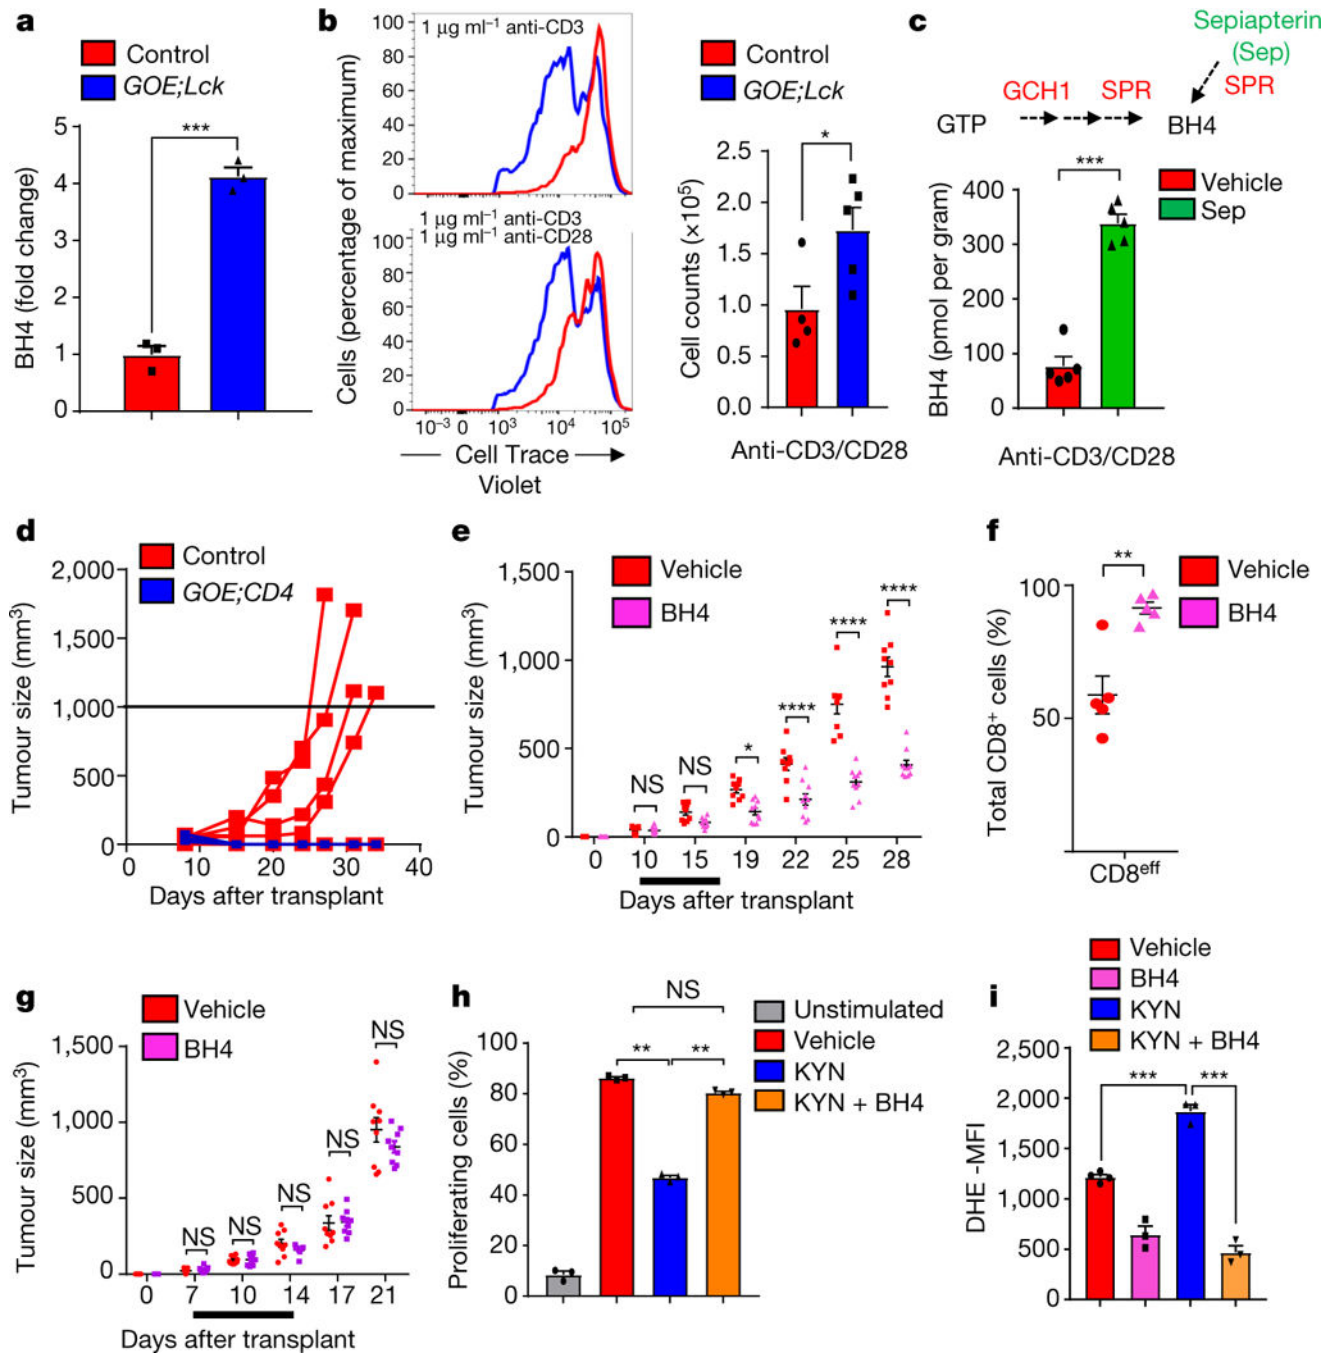 a
Control
GOE;Lck
***
BH4 (fold change)
5
4
3
2
1
0
b
1 µg ml⁻¹ anti-CD3
100
80
60
40
20
0
1 µg ml⁻¹ anti-CD3
1 µg ml⁻¹ anti-CD28
100
80
60
40
20
0
Cells (percentage of maximum)
-10⁻³ 0 10³ 10⁴ 10⁵
Cell Trace
Violet
Control
GOE;Lck
*
Cell counts (×10⁵)
2.5
2.0
1.5
1.0
0.5
0.0
Anti-CD3/CD28
c
Sepiapterin
(Sep)
GCH1 SPR SPR
GTP BH4
***
Vehicle
Sep
BH4 (pmol per gram)
400
300
200
100
0
Anti-CD3/CD28
d
Control
GOE;CD4
Tumour size (mm³)
2,000
1,500
1,000
500
0
0 10 20 30 40
Days after transplant
e
Vehicle
BH4
Tumour size (mm³)
1,500
1,000
500
0
NS NS * **** **** ****
0 10 15 19 22 25 28
Days after transplant
f
Vehicle
BH4
**
Total CD8⁺ cells (%)
100
50
CD8ᵉᶠᶠ
g
Vehicle
BH4
Tumour size (mm³)
1,500
1,000
500
0
NS NS NS NS NS
0 7 10 14 17 21
Days after transplant
h
Unstimulated
Vehicle
KYN
KYN + BH4
NS
** **
Proliferating cells (%)
100
80
60
40
20
0
i
Vehicle
BH4
KYN
KYN + BH4
*** ***
DHE -MFI
2,500
2,000
1,500
1,000
500
0